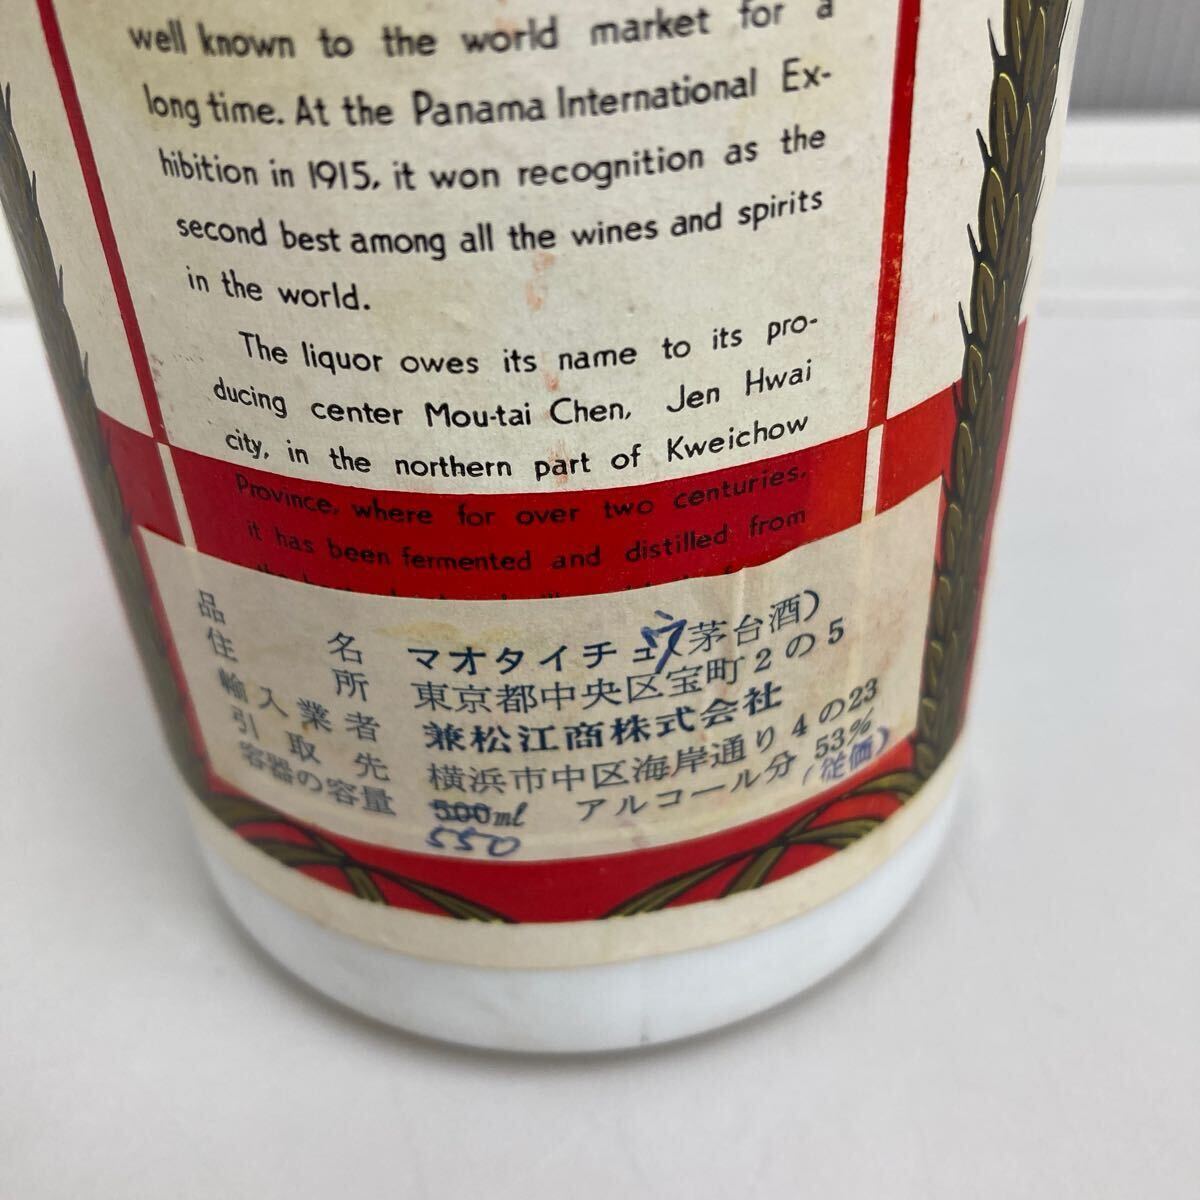 well known to the world market for a
long time. At the Panama International Ex-
hibition in 1915, it won recognition as the
second best among all the wines and spirits
in the world.
The liquor owes its name to its pro-
ducing center Mou-tai Chen, Jen Hwai
city, in the northern part of Kweichow
Province, where for over two centuries,
it has been fermented and distilled from
品名 マオタイチュウ(茅台酒)
住所 東京都中央区宝町2の5
輸入業者 兼松江商株式会社
引取先 横浜市中区海岸通り4の23
容器の容量 500ml アルコール分 53%
550 (従価)